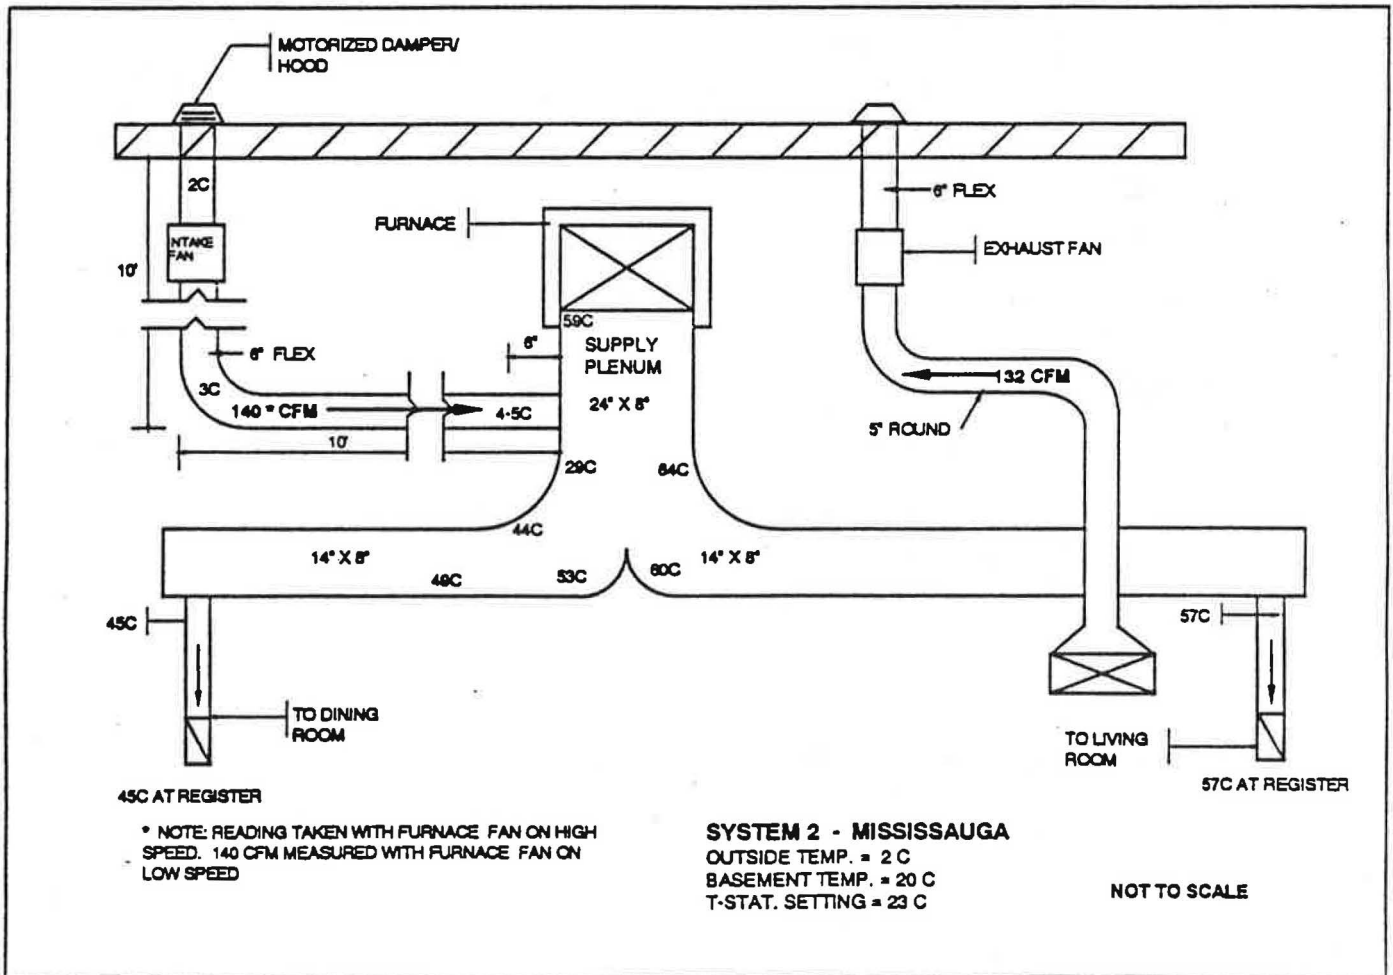 MOTORIZED DAMPER/
HOOD
2C
6" FLEX
FURNACE
INTAKE
FAN
EXHAUST FAN
10'
59C
6"
SUPPLY
PLENUM
6" FLEX
3C
132 CFM
140 * CFM
4-5C
24" X 8"
5" ROUND
10'
29C
64C
44C
14" X 8"
14" X 8"
49C
53C
60C
45C
57C
TO DINING
ROOM
TO LIVING
ROOM
57C AT REGISTER
45C AT REGISTER
* NOTE: READING TAKEN WITH FURNACE FAN ON HIGH
SPEED. 140 CFM MEASURED WITH FURNACE FAN ON
LOW SPEED
SYSTEM 2 - MISSISSAUGA
OUTSIDE TEMP. = 2 C
BASEMENT TEMP. = 20 C
T-STAT. SETTING = 23 C
NOT TO SCALE